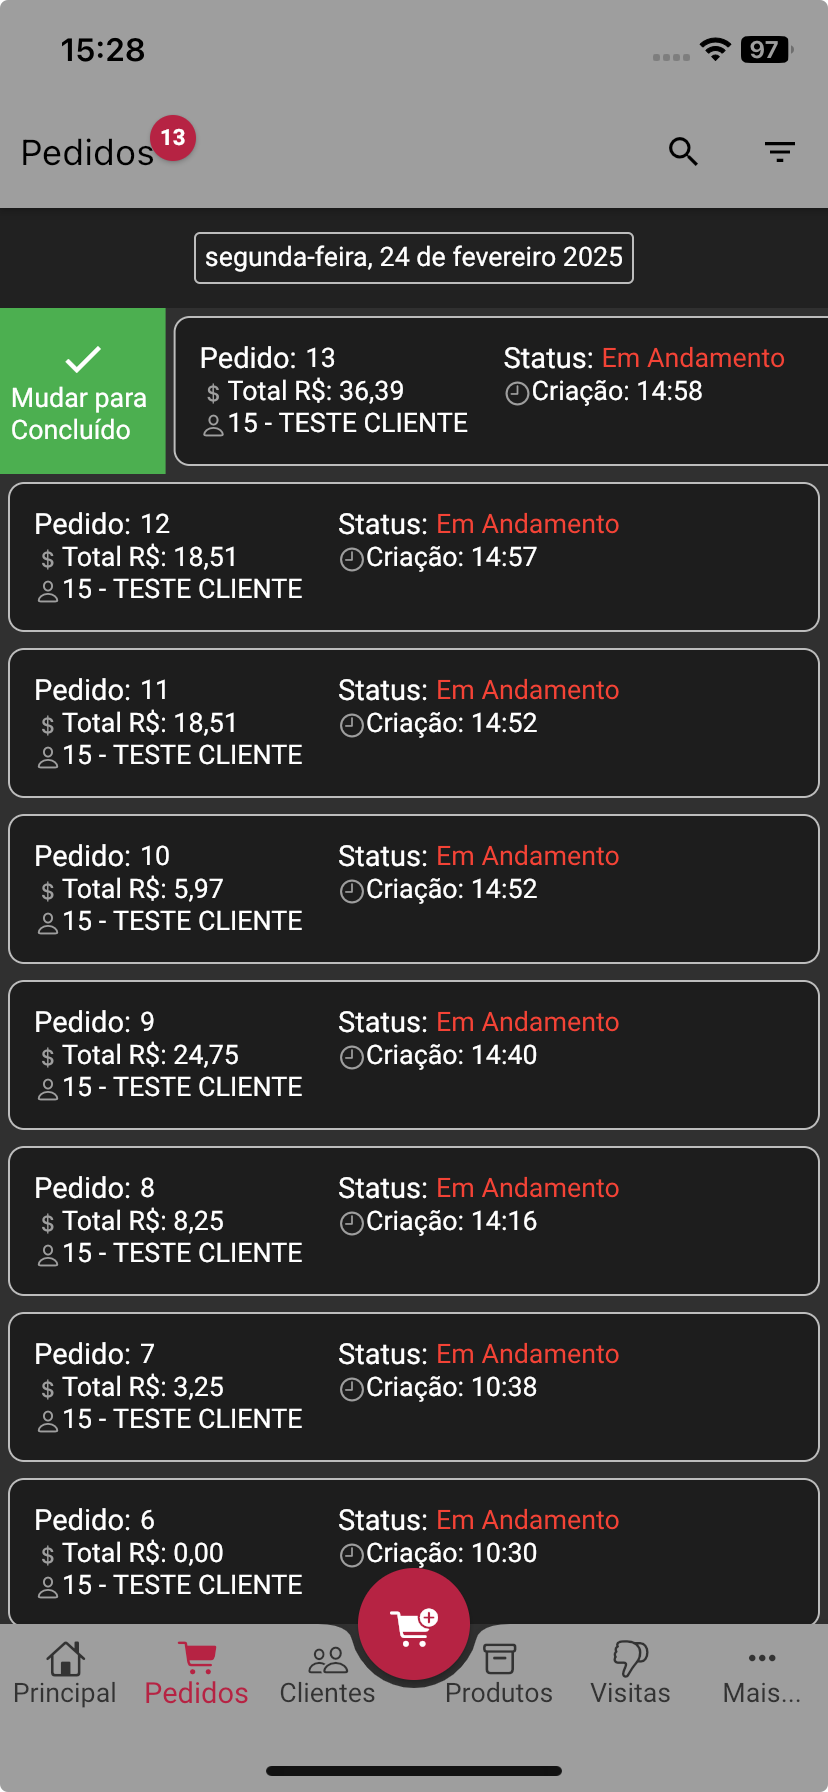 15:28
97
Pedidos 13
segunda-feira, 24 de fevereiro 2025
Mudar para
Concluído
Pedido: 13 Status: Em Andamento
$ Total R$: 36,39 Criação: 14:58
15 - TESTE CLIENTE
Pedido: 12 Status: Em Andamento
$ Total R$: 18,51 Criação: 14:57
15 - TESTE CLIENTE
Pedido: 11 Status: Em Andamento
$ Total R$: 18,51 Criação: 14:52
15 - TESTE CLIENTE
Pedido: 10 Status: Em Andamento
$ Total R$: 5,97 Criação: 14:52
15 - TESTE CLIENTE
Pedido: 9 Status: Em Andamento
$ Total R$: 24,75 Criação: 14:40
15 - TESTE CLIENTE
Pedido: 8 Status: Em Andamento
$ Total R$: 8,25 Criação: 14:16
15 - TESTE CLIENTE
Pedido: 7 Status: Em Andamento
$ Total R$: 3,25 Criação: 10:38
15 - TESTE CLIENTE
Pedido: 6 Status: Em Andamento
$ Total R$: 0,00 Criação: 10:30
15 - TESTE CLIENTE
Principal Pedidos Clientes Produtos Visitas Mais...